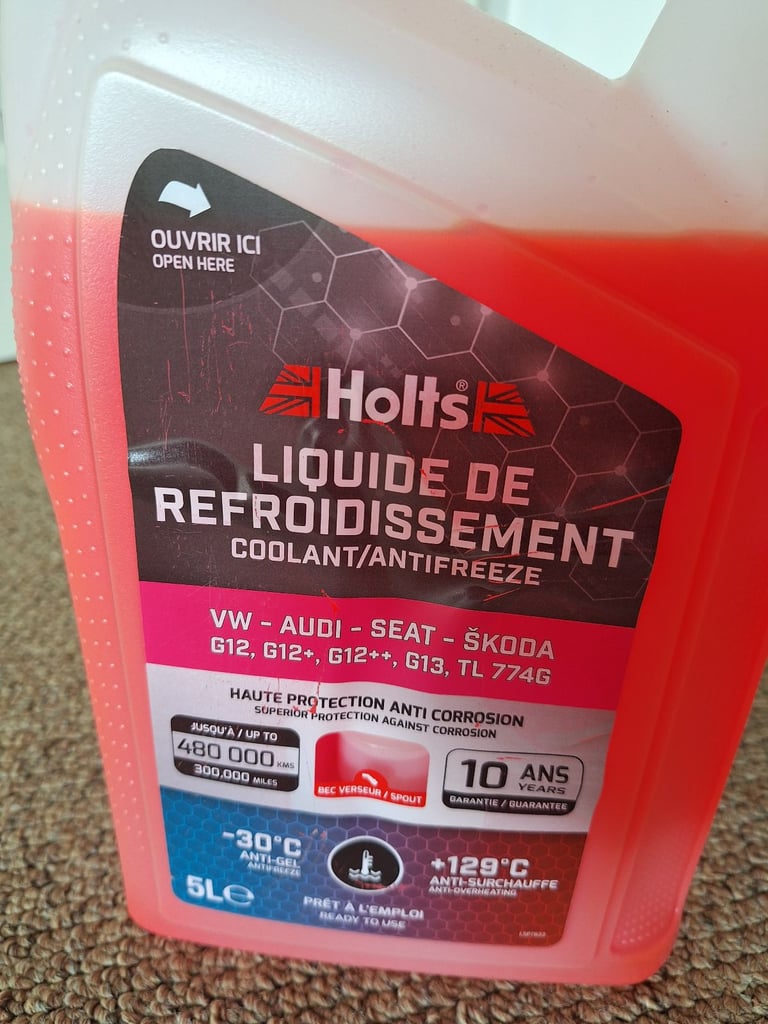 OUVRIR ICI
OPEN HERE
Holts®
LIQUIDE DE
REFROIDISSEMENT
COOLANT/ANTIFREEZE
VW - AUDI - SEAT - ŠKODA
G12, G12+, G12++, G13, TL 774G
HAUTE PROTECTION ANTI CORROSION
SUPERIOR PROTECTION AGAINST CORROSION
JUSQU'À / UP TO
480 000 KMS
300,000 MILES
BEC VERSEUR / SPOUT
10 ANS
YEARS
GARANTIE / GUARANTEE
-30°C
ANTI-GEL
ANTIFREEZE
+129°C
ANTI-SURCHAUFFE
ANTI-OVERHEATING
5L℮
PRÊT À L'EMPLOI
READY TO USE